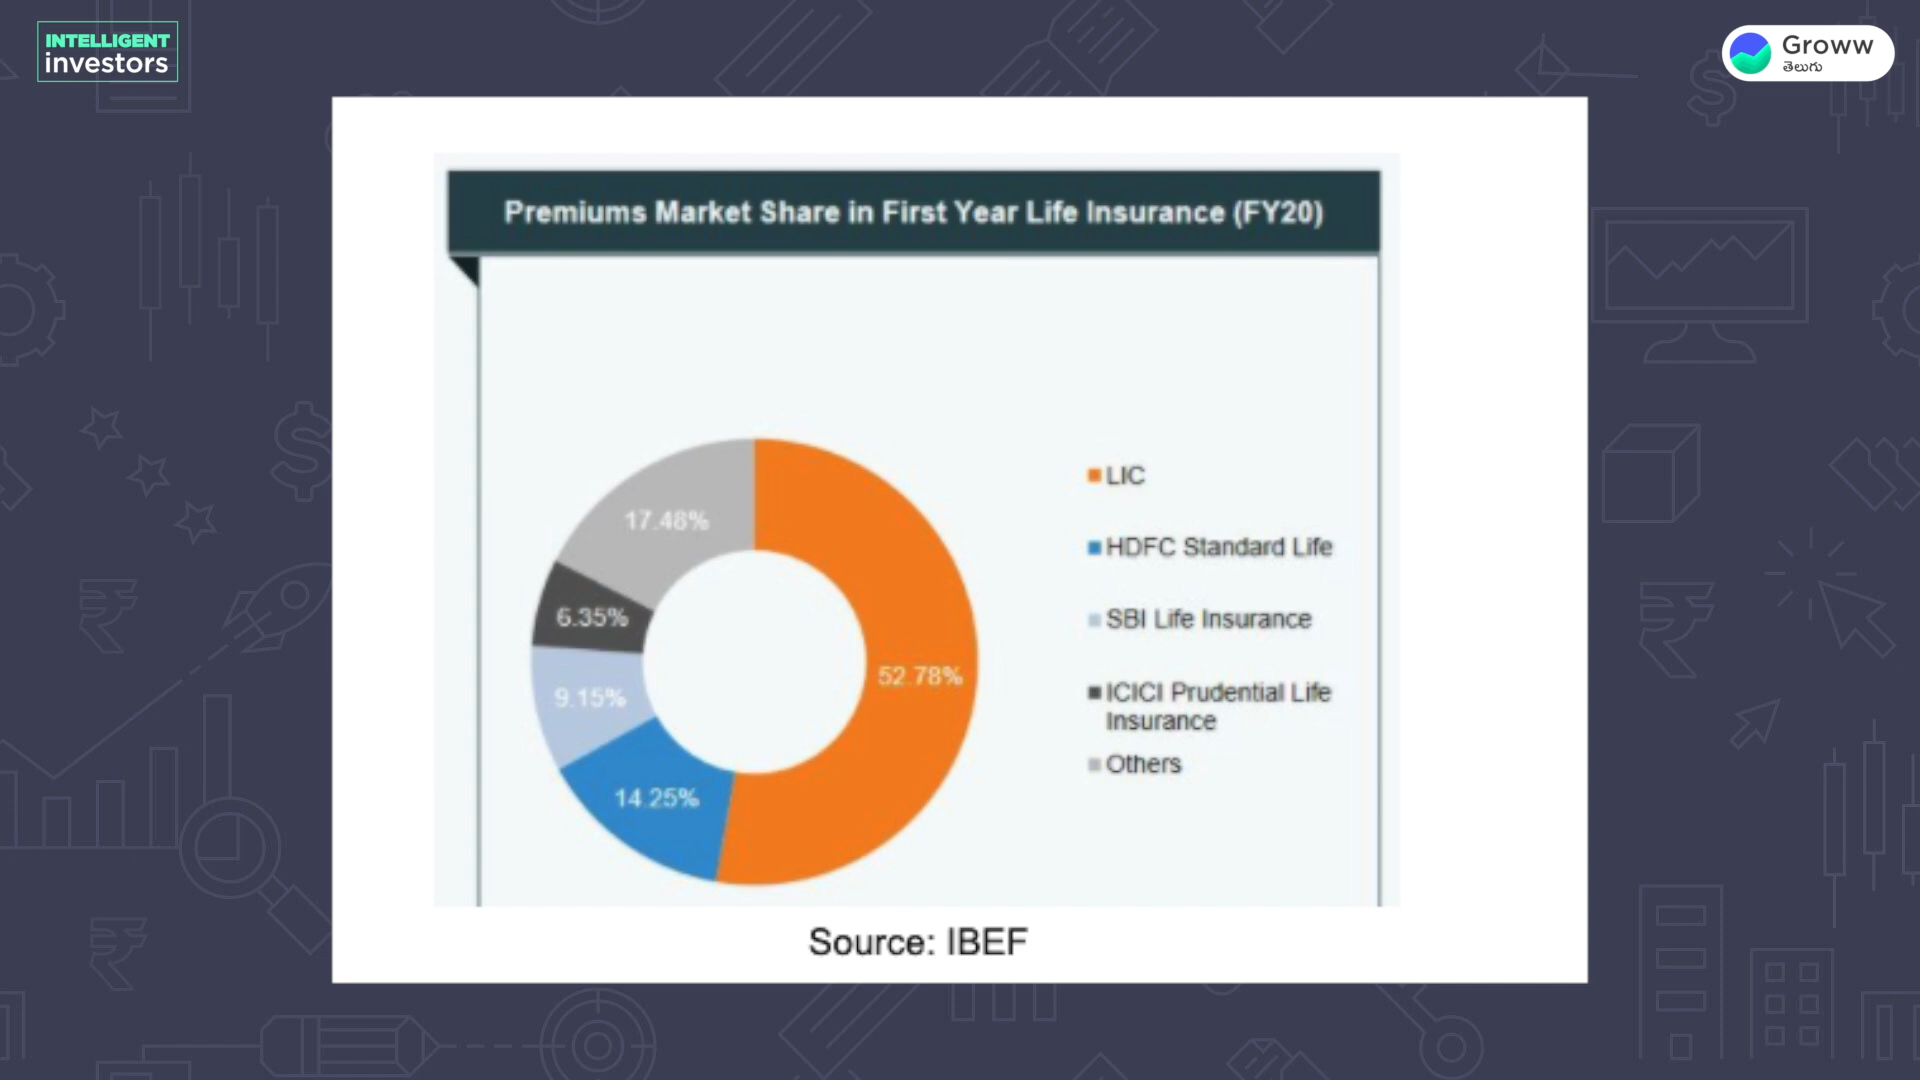 INTELLIGENT
investors
Groww
తెలుగు
Premiums Market Share in First Year Life Insurance (FY20)
17.48%
6.35%
9.15%
14.25%
52.78%
LIC
HDFC Standard Life
SBI Life Insurance
ICICI Prudential Life
Insurance
Others
Source: IBEF